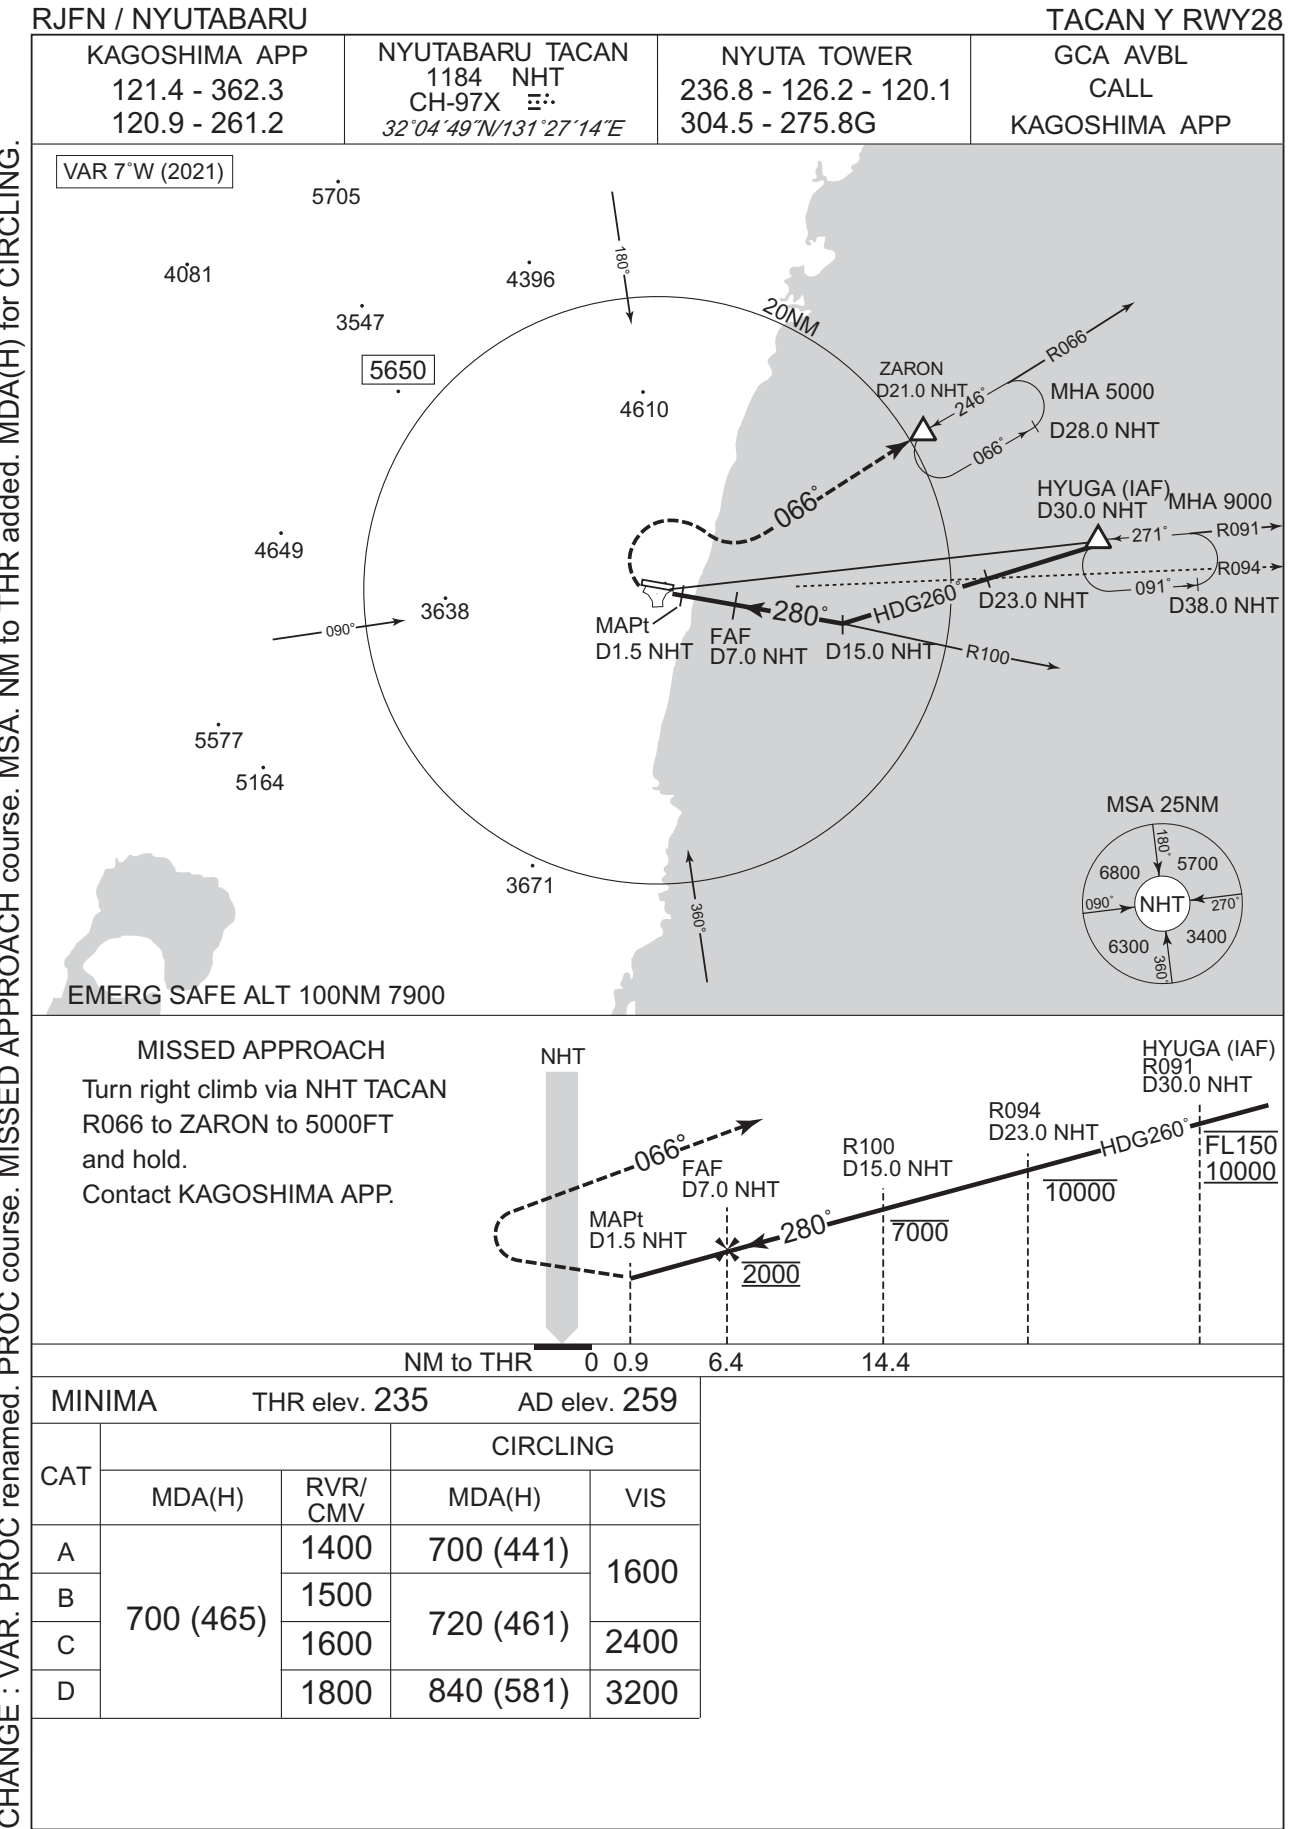 RJFN / NYUTABARU
TACAN Y RWY28
KAGOSHIMA APP
121.4 - 362.3
120.9 - 261.2
NYUTABARU TACAN
1184 NHT
CH-97X
32°04´49˝N/131°27´14˝E
NYUTA TOWER
236.8 - 126.2 - 120.1
304.5 - 275.8G
GCA AVBL
CALL
KAGOSHIMA APP
CHANGE : VAR. PROC renamed. PROC course. MISSED APPROACH course. MSA. NM to THR added. MDA(H) for CIRCLING.
VAR 7°W (2021)
5705
4081
4396
180°
3547
20NM
5650
4610
R066
ZARON
D21.0 NHT
246°
MHA 5000
D28.0 NHT
066°
066°
HYUGA (IAF)
D30.0 NHT
MHA 9000
271°
R091
4649
R094
091°
D38.0 NHT
D23.0 NHT
HDG260°
3638
090°
280°
MAPt
D1.5 NHT
FAF
D7.0 NHT
D15.0 NHT
R100
5577
5164
3671
360°
MSA 25NM
180°
6800
5700
090°
NHT
270°
6300
3400
360°
EMERG SAFE ALT 100NM 7900
MISSED APPROACH
Turn right climb via NHT TACAN
R066 to ZARON to 5000FT
and hold.
Contact KAGOSHIMA APP.
NHT
066°
HYUGA (IAF)
R091
D30.0 NHT
R094
D23.0 NHT
HDG260°
FL150
10000
R100
D15.0 NHT
10000
FAF
D7.0 NHT
280°
7000
MAPt
D1.5 NHT
2000
NM to THR 0 0.9 6.4 14.4
MINIMA THR elev. 235 AD elev. 259
CAT
CIRCLING
MDA(H)
RVR/
CMV
MDA(H)
VIS
A 1400 700 (441)
1600
B 1500
700 (465)
720 (461)
C 1600 2400
D 1800 840 (581) 3200